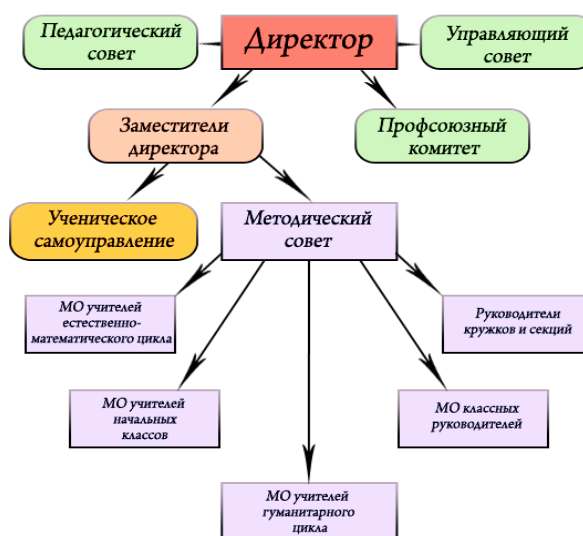 Педагогический
совет
Директор
Управляющий
совет
Заместители
директора
Профсоюзный
комитет
Ученическое
самоуправление
Методический
совет
МО учителей
естественно-
математического цикла
Руководители
кружков и секций
МО учителей
начальных
классов
МО классных
руководителей
МО учителей
гуманитарного
цикла